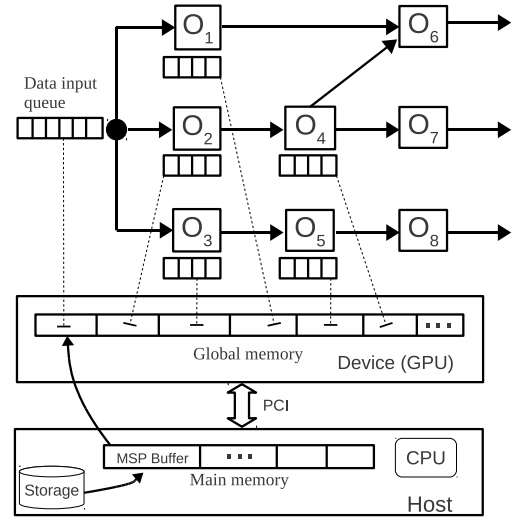 O1
O6
Data input
queue
O2
O4
O7
O3
O5
O8
...
Global memory
Device (GPU)
PCI
MSP Buffer
...
CPU
Storage
Main memory
Host